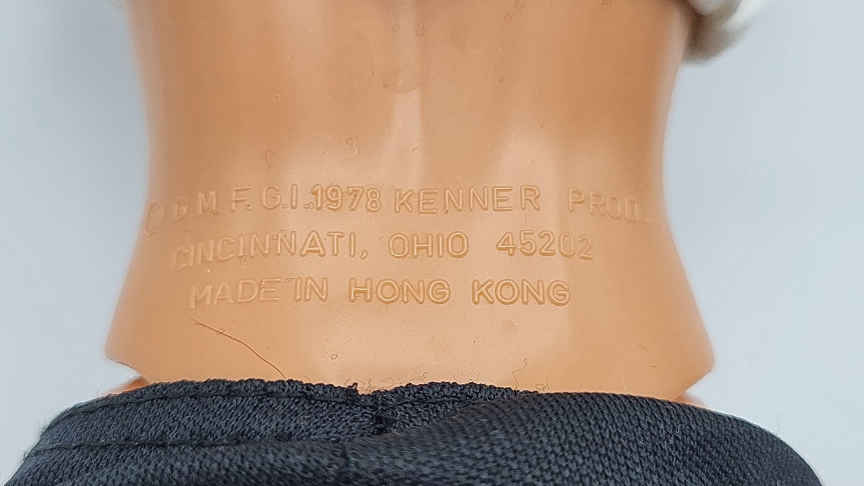 © G.M.F.G.I. 1978 KENNER PROD.
CINCINNATI, OHIO 45202
MADE IN HONG KONG